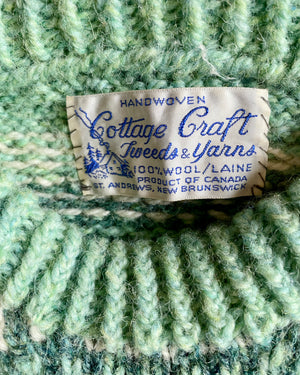 HANDWOVEN
Cottage Craft
Tweeds & Yarns
100% WOOL/LAINE
PRODUCT OF CANADA
ST. ANDREWS, NEW BRUNSWICK